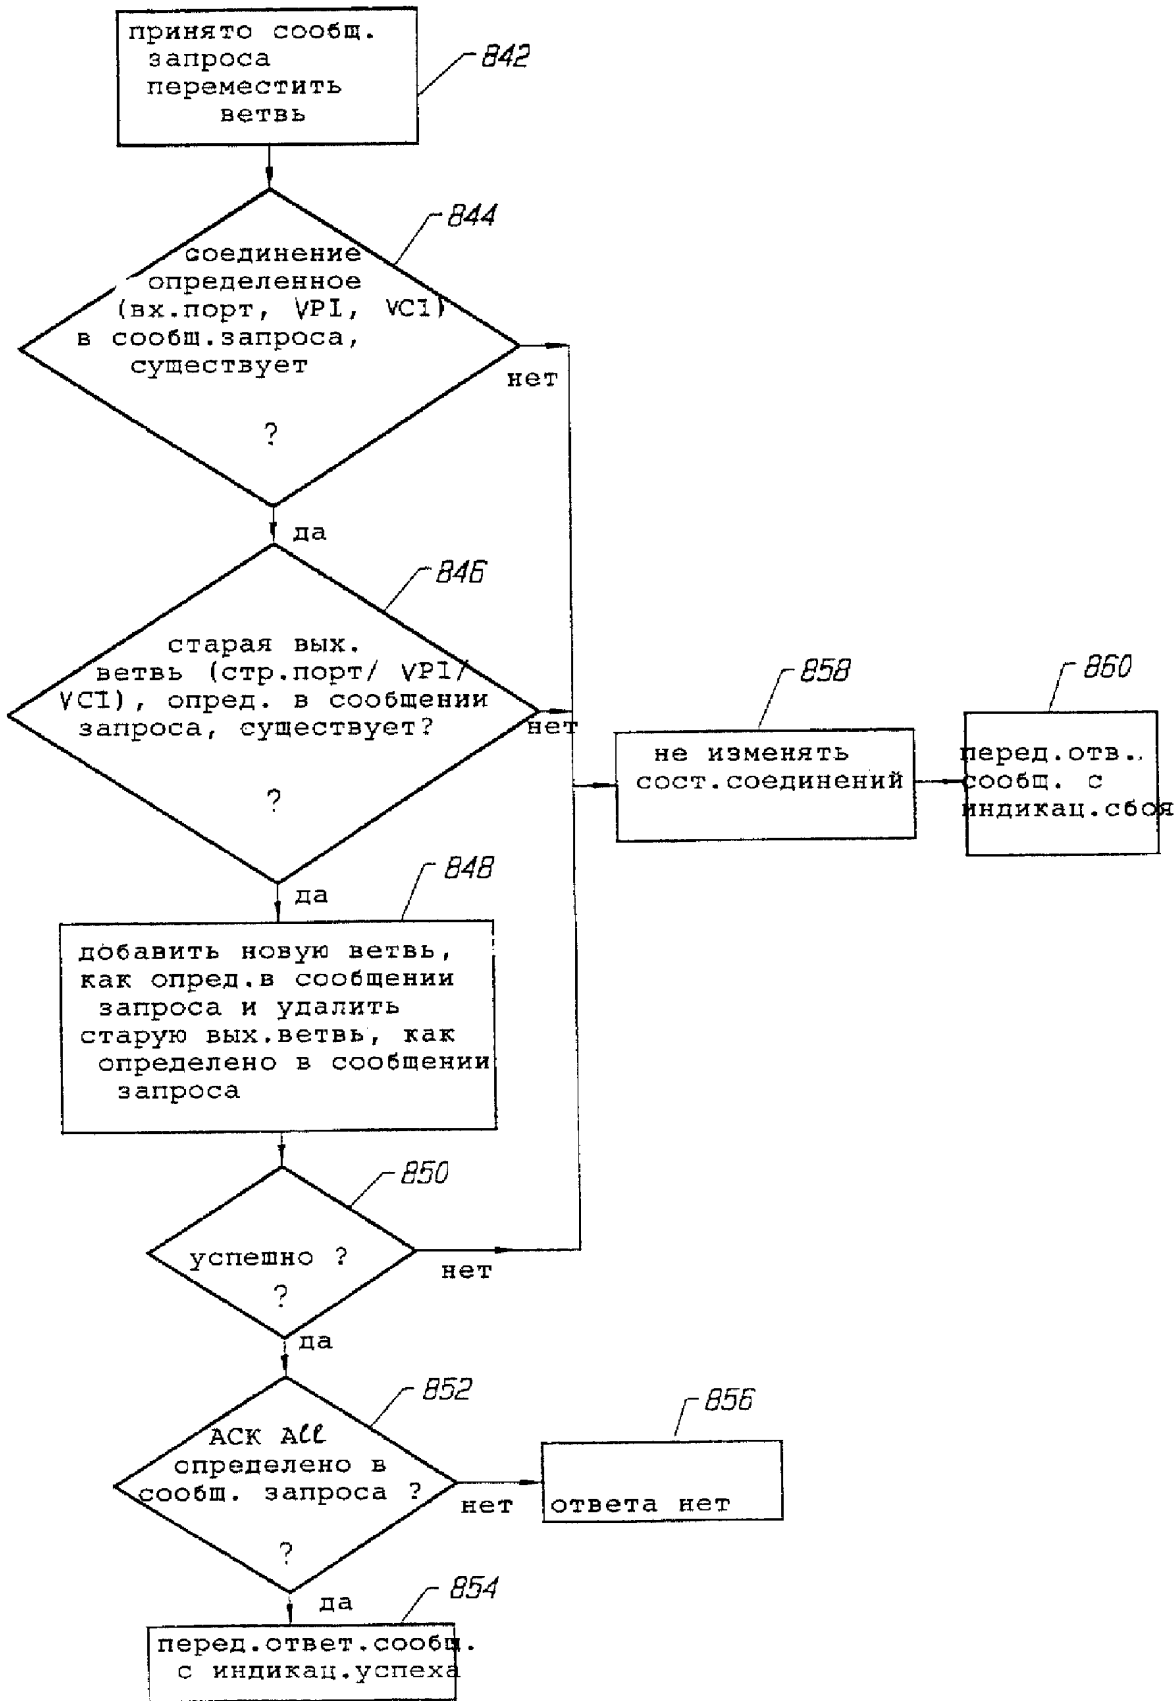 принято сообщ.
запроса
переместить
ветвь
842
844
соединение
определенное
(вх.порт, VPI, VCI)
в сообщ.запроса,
существует
?
нет
да
846
старая вых.
ветвь (стр.порт/ VPI/
VCI), опред. в сообщении
запроса, существует?
?
нет
да
858
не изменять
сост.соединений
860
перед.отв.
сообщ. с
индикац.сбоя
848
добавить новую ветвь,
как опред.в сообщении
запроса и удалить
старую вых.ветвь, как
определено в сообщении
запроса
850
успешно ?
?
нет
да
852
ACK All
определено в
сообщ. запроса ?
?
нет
да
856
ответа нет
854
перед.ответ.сообщ.
с индикац.успеха